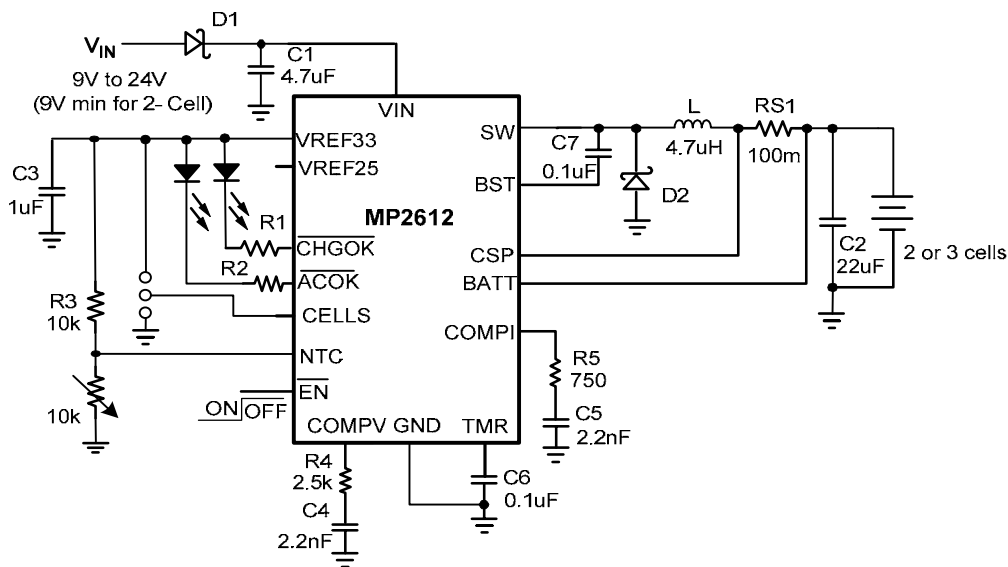 D1
VIN
C1
4.7uF
9V to 24V
(9V min for 2- Cell)
VIN
VREF33
SW
L
RS1
C7
4.7uH
100m
0.1uF
VREF25
C3
1uF
BST
D2
MP2612
R1
CHGOK
CSP
C2
22uF
2 or 3 cells
R2
ACOK
BATT
R3
10k
CELLS
COMPI
NTC
R5
750
EN
10k
ON OFF
C5
2.2nF
COMPV GND TMR
R4
2.5k
C6
0.1uF
C4
2.2nF